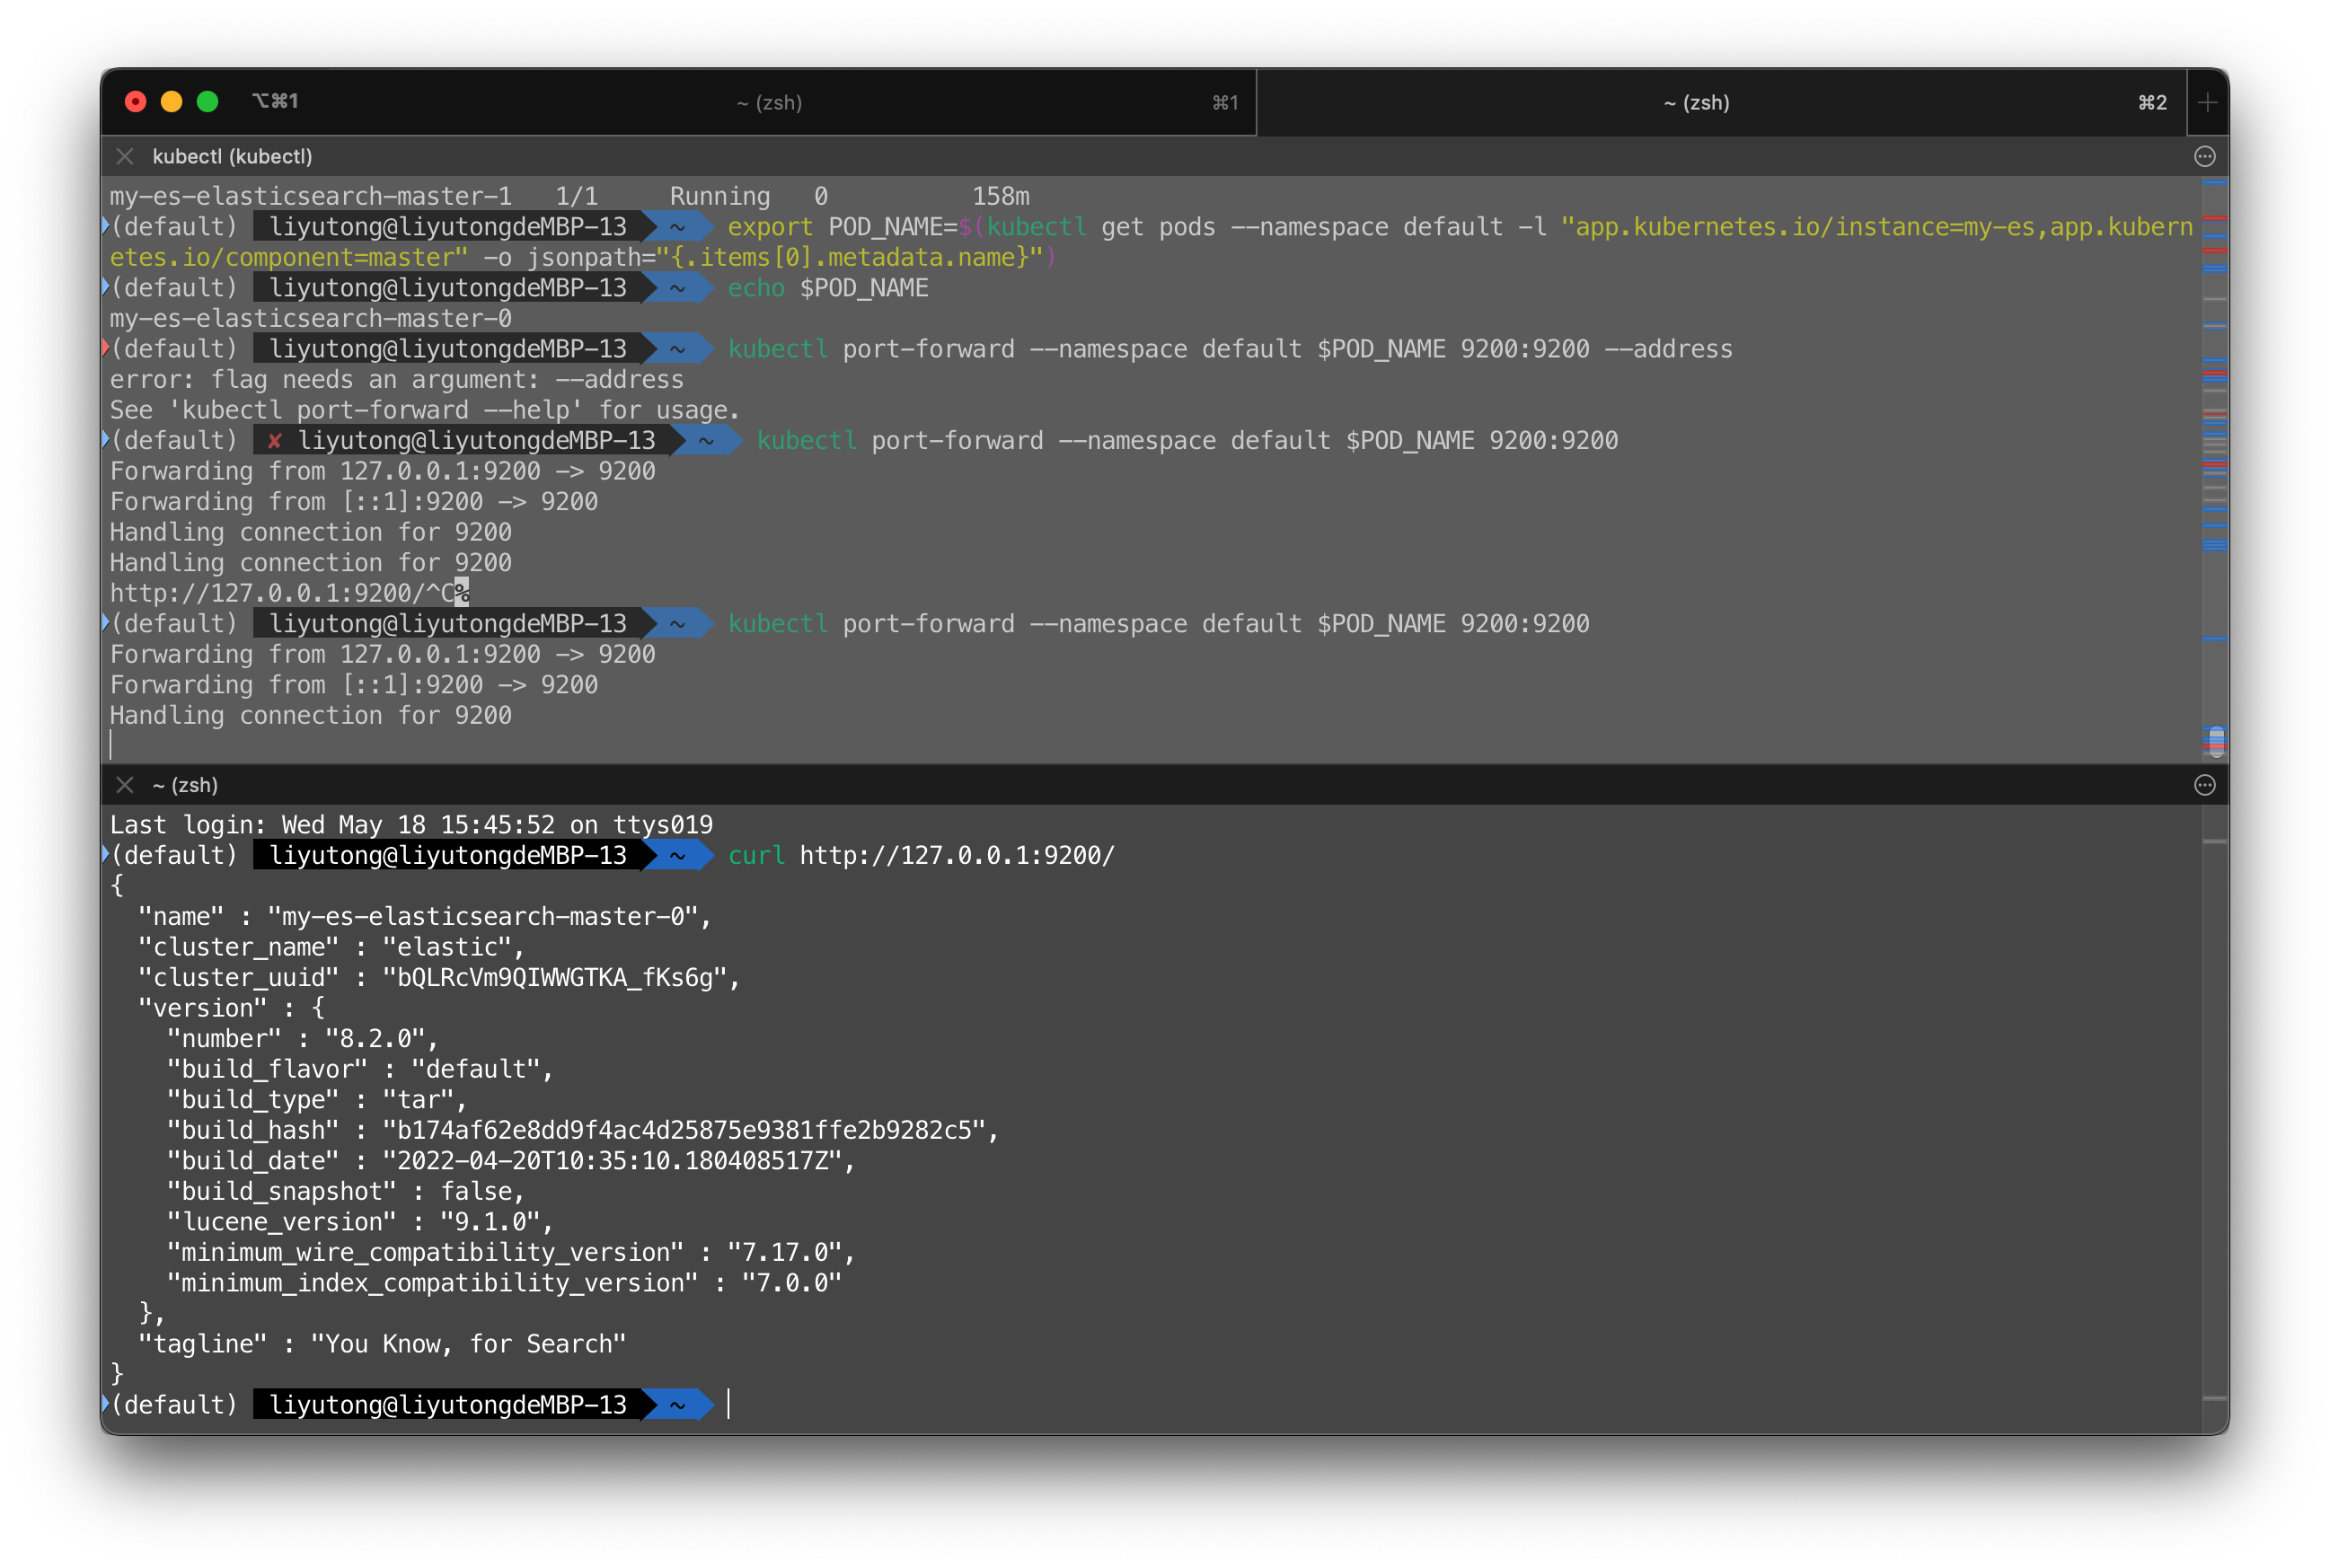 ⌥⌘1 ~ (zsh) ⌘1 ~ (zsh) ⌘2
kubectl (kubectl)
my-es-elasticsearch-master-1   1/1     Running   0          158m
(default)  liyutong@liyutongdeMBP-13  ~  export POD_NAME=$(kubectl get pods --namespace default -l "app.kubernetes.io/instance=my-es,app.kubern
etes.io/component=master" -o jsonpath="{.items[0].metadata.name}")
(default)  liyutong@liyutongdeMBP-13  ~  echo $POD_NAME
my-es-elasticsearch-master-0
(default)  liyutong@liyutongdeMBP-13  ~  kubectl port-forward --namespace default $POD_NAME 9200:9200 --address
error: flag needs an argument: --address
See 'kubectl port-forward --help' for usage.
(default)  ✘ liyutong@liyutongdeMBP-13  ~  kubectl port-forward --namespace default $POD_NAME 9200:9200
Forwarding from 127.0.0.1:9200 -> 9200
Forwarding from [::1]:9200 -> 9200
Handling connection for 9200
Handling connection for 9200
http://127.0.0.1:9200/^C%
(default)  liyutong@liyutongdeMBP-13  ~  kubectl port-forward --namespace default $POD_NAME 9200:9200
Forwarding from 127.0.0.1:9200 -> 9200
Forwarding from [::1]:9200 -> 9200
Handling connection for 9200
~ (zsh)
Last login: Wed May 18 15:45:52 on ttys019
(default)  liyutong@liyutongdeMBP-13  ~  curl http://127.0.0.1:9200/
{
  "name" : "my-es-elasticsearch-master-0",
  "cluster_name" : "elastic",
  "cluster_uuid" : "bQLRcVm9QIWWGTKA_fKs6g",
  "version" : {
    "number" : "8.2.0",
    "build_flavor" : "default",
    "build_type" : "tar",
    "build_hash" : "b174af62e8dd9f4ac4d25875e9381ffe2b9282c5",
    "build_date" : "2022-04-20T10:35:10.180408517Z",
    "build_snapshot" : false,
    "lucene_version" : "9.1.0",
    "minimum_wire_compatibility_version" : "7.17.0",
    "minimum_index_compatibility_version" : "7.0.0"
  },
  "tagline" : "You Know, for Search"
}
(default)  liyutong@liyutongdeMBP-13  ~